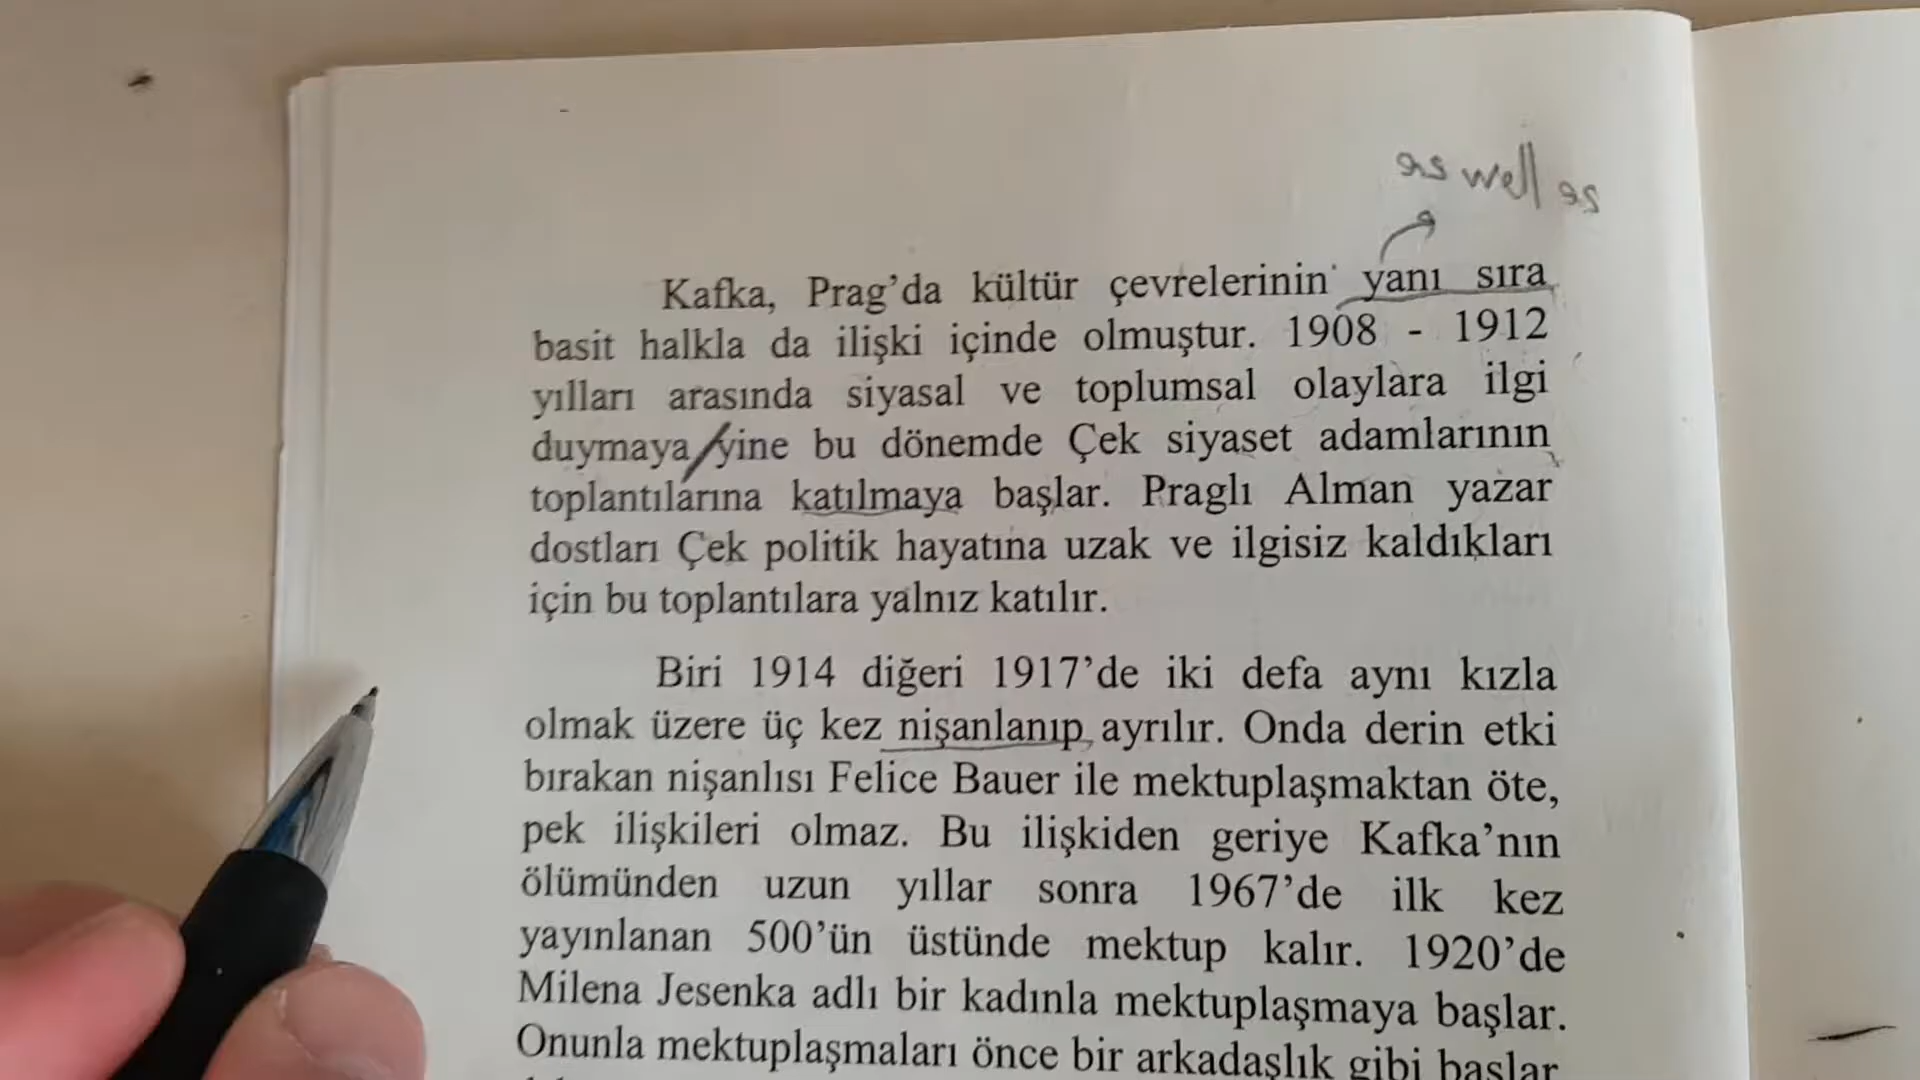 as well as
Kafka, Prag’da kültür çevrelerinin yanı sıra
basit halkla da ilişki içinde olmuştur. 1908 - 1912
yılları arasında siyasal ve toplumsal olaylara ilgi
duymaya/yine bu dönemde Çek siyaset adamlarının
toplantılarına katılmaya başlar. Praglı Alman yazar
dostları Çek politik hayatına uzak ve ilgisiz kaldıkları
için bu toplantılara yalnız katılır.
Biri 1914 diğeri 1917’de iki defa aynı kızla
olmak üzere üç kez nişanlanıp ayrılır. Onda derin etki
bırakan nişanlısı Felice Bauer ile mektuplaşmaktan öte,
pek ilişkileri olmaz. Bu ilişkiden geriye Kafka’nın
ölümünden uzun yıllar sonra 1967’de ilk kez
yayınlanan 500’ün üstünde mektup kalır. 1920’de
Milena Jesenka adlı bir kadınla mektuplaşmaya başlar.
Onunla mektuplaşmaları önce bir arkadaşlık gibi başlar